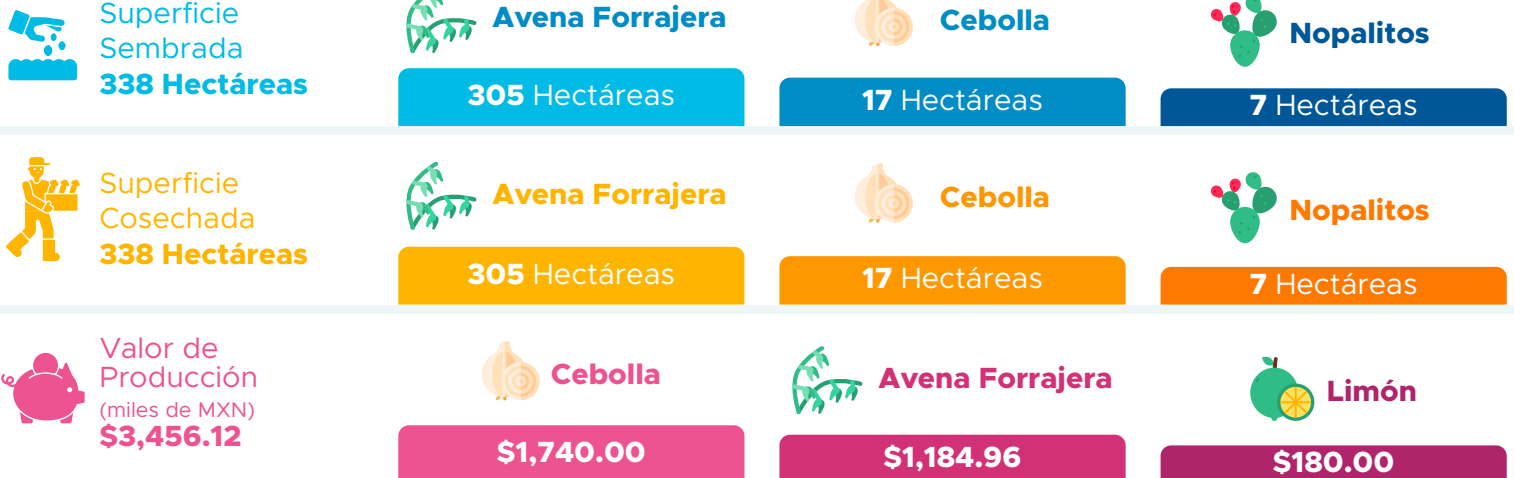 Superficie
Sembrada
338 Hectáreas
Avena Forrajera
305 Hectáreas
Cebolla
17 Hectáreas
Nopalitos
7 Hectáreas
Superficie
Cosechada
338 Hectáreas
Avena Forrajera
305 Hectáreas
Cebolla
17 Hectáreas
Nopalitos
7 Hectáreas
Valor de
Producción
(miles de MXN)
$3,456.12
Cebolla
$1,740.00
Avena Forrajera
$1,184.96
Limón
$180.00